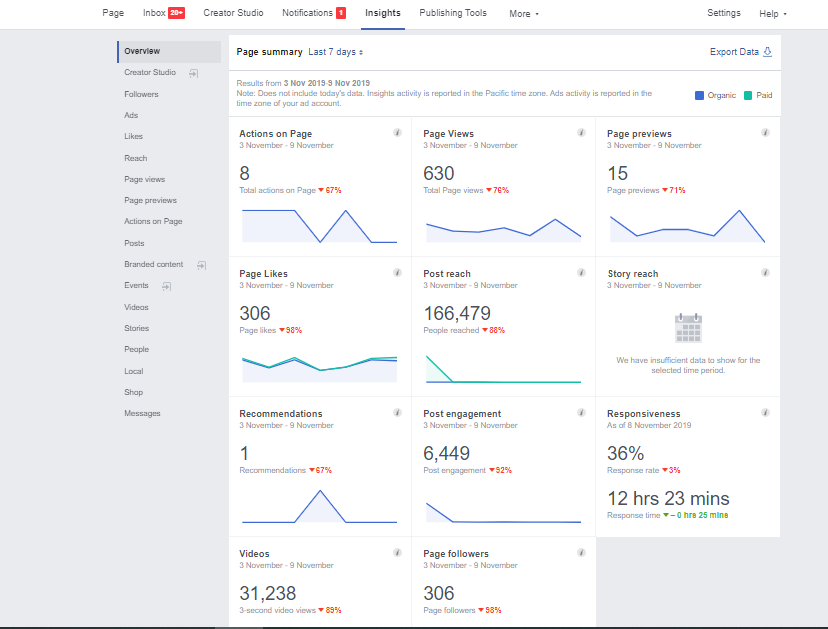 Page Inbox 20+ Creator Studio Notifications 1 Insights Publishing Tools More Settings Help
Overview
Creator Studio
Followers
Ads
Likes
Reach
Page views
Page previews
Actions on Page
Posts
Branded content
Events
Videos
Stories
People
Local
Shop
Messages
Page summary Last 7 days
Export Data
Results from 3 Nov 2019-9 Nov 2019
Note: Does not include today's data. Insights activity is reported in the Pacific time zone. Ads activity is reported in the
time zone of your ad account.
Organic Paid
Actions on Page
3 November - 9 November
8
Total actions on Page 67%
Page Views
3 November - 9 November
630
Total Page views 76%
Page previews
3 November - 9 November
15
Page previews 71%
Page Likes
3 November - 9 November
306
Page likes 98%
Post reach
3 November - 9 November
166,479
People reached 88%
Story reach
3 November - 9 November
We have insufficient data to show for the
selected time period.
Recommendations
3 November - 9 November
1
Recommendations 67%
Post engagement
3 November - 9 November
6,449
Post engagement 92%
Responsiveness
As of 8 November 2019
36%
Response rate 3%
12 hrs 23 mins
Response time – 0 hrs 25 mins
Videos
3 November - 9 November
31,238
3-second video views 89%
Page followers
3 November - 9 November
306
Page followers 98%